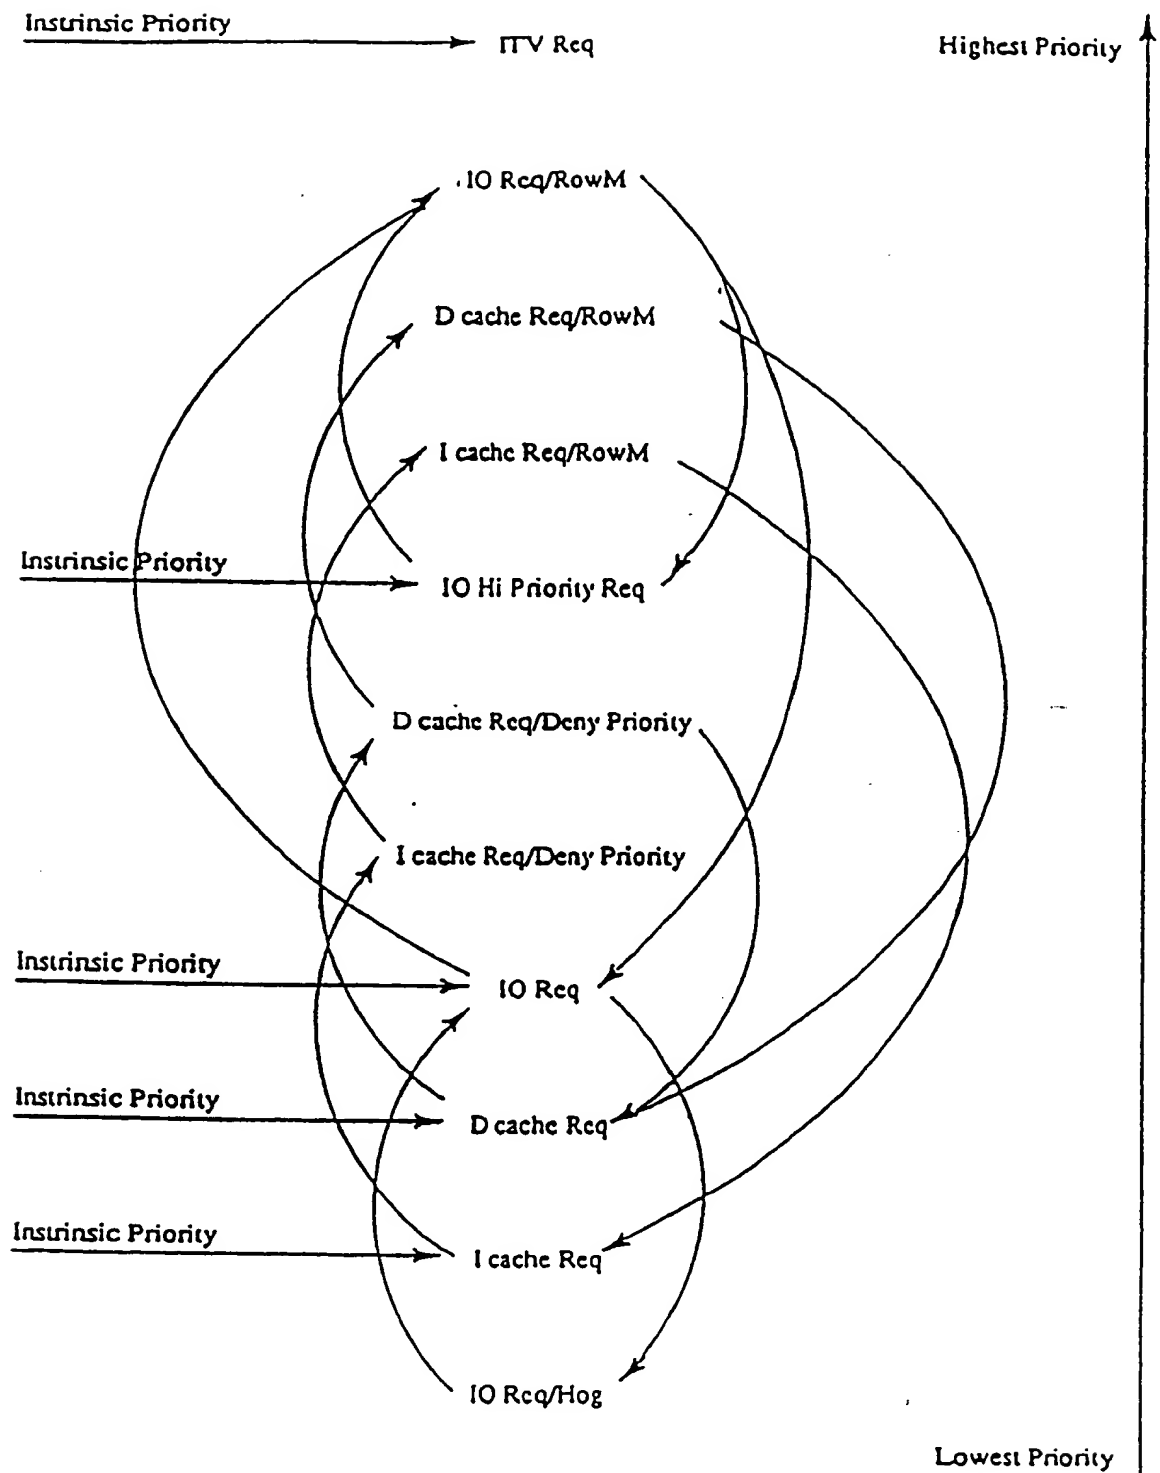 Instrinsic Priority
ITV Req
Highest Priority
IO Req/RowM
D cache Req/RowM
I cache Req/RowM
Instrinsic Priority
IO Hi Priority Req
D cache Req/Deny Priority
I cache Req/Deny Priority
Instrinsic Priority
IO Req
Instrinsic Priority
D cache Req
Instrinsic Priority
I cache Req
IO Req/Hog
Lowest Priority